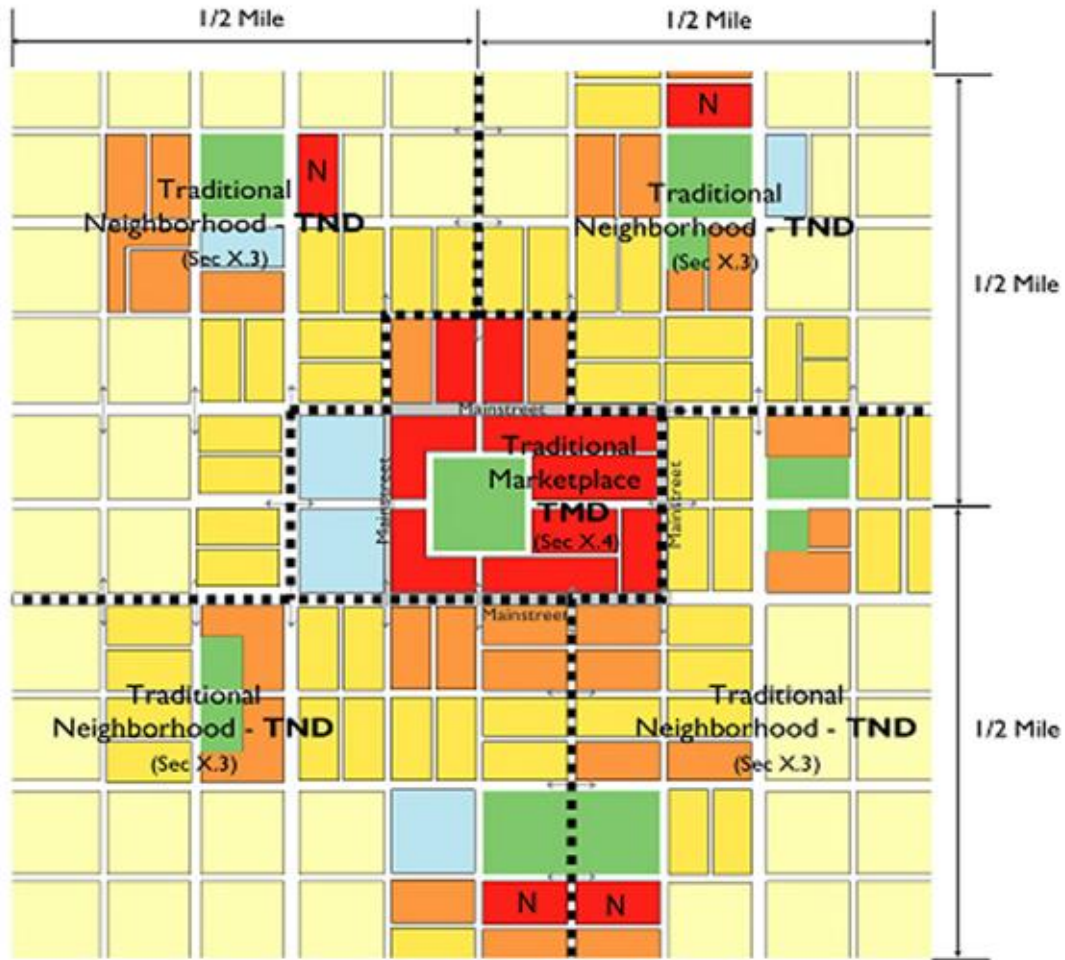 1/2 Mile
1/2 Mile
N
N
Traditional
Neighborhood - TND
(Sec X.3)
Traditional
Neighborhood - TND
(Sec X.3)
1/2 Mile
Mainstreet
Traditional
Marketplace
TMD
(Sec X.4)
Mainstreet
Mainstreet
Mainstreet
Traditional
Neighborhood - TND
(Sec X.3)
Traditional
Neighborhood - TND
(Sec X.3)
1/2 Mile
N
N